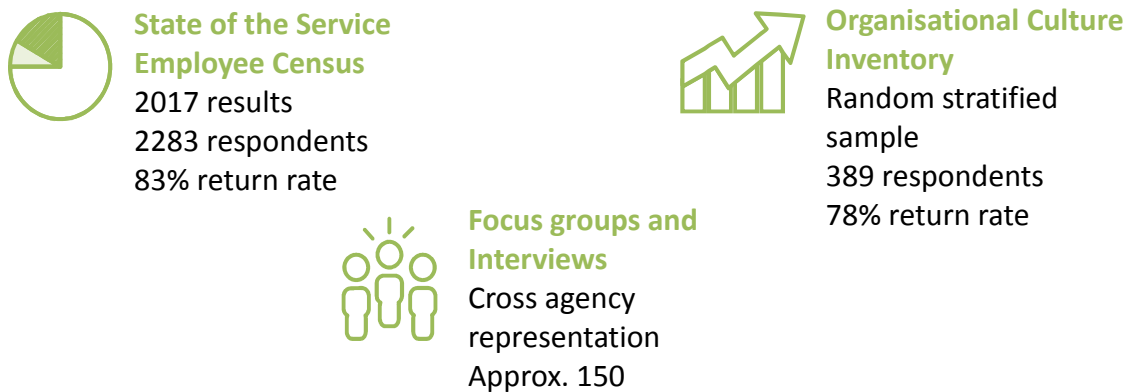 State of the Service
Employee Census
2017 results
2283 respondents
83% return rate
Organisational Culture
Inventory
Random stratified
sample
389 respondents
78% return rate
Focus groups and
Interviews
Cross agency
representation
Approx. 150